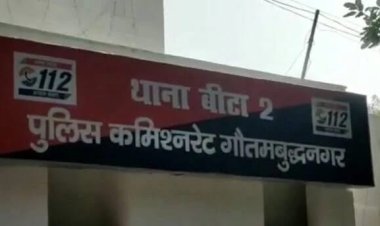 112
थाना बीटा 2
112
पुलिस कमिश्नरेट गौतमबुद्धनगर